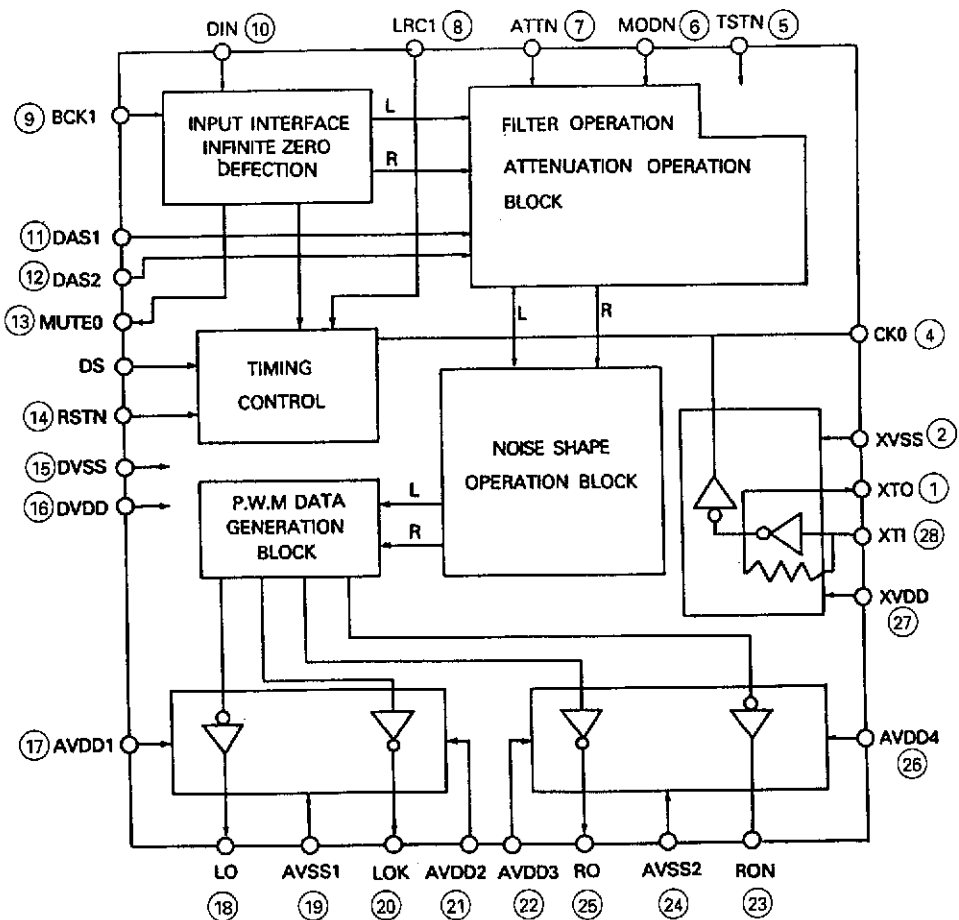 DIN 10
LRC1 8
ATTN 7
MODN 6
TSTN 5
9 BCK1
INPUT INTERFACE
INFINITE ZERO
DEFECTION
L
R
FILTER OPERATION
ATTENUATION OPERATION
BLOCK
11 DAS1
12 DAS2
13 MUTE0
DS
14 RSTN
15 DVSS
16 DVDD
TIMING
CONTROL
L
R
CK0 4
NOISE SHAPE
OPERATION BLOCK
XVSS 2
XTO 1
XTI 28
XVDD
27
P.W.M DATA
GENERATION
BLOCK
L
R
17 AVDD1
AVDD4
26
LO
18
AVSS1
19
LOK
20
AVDD2
21
AVDD3
22
RO
25
AVSS2
24
RON
23